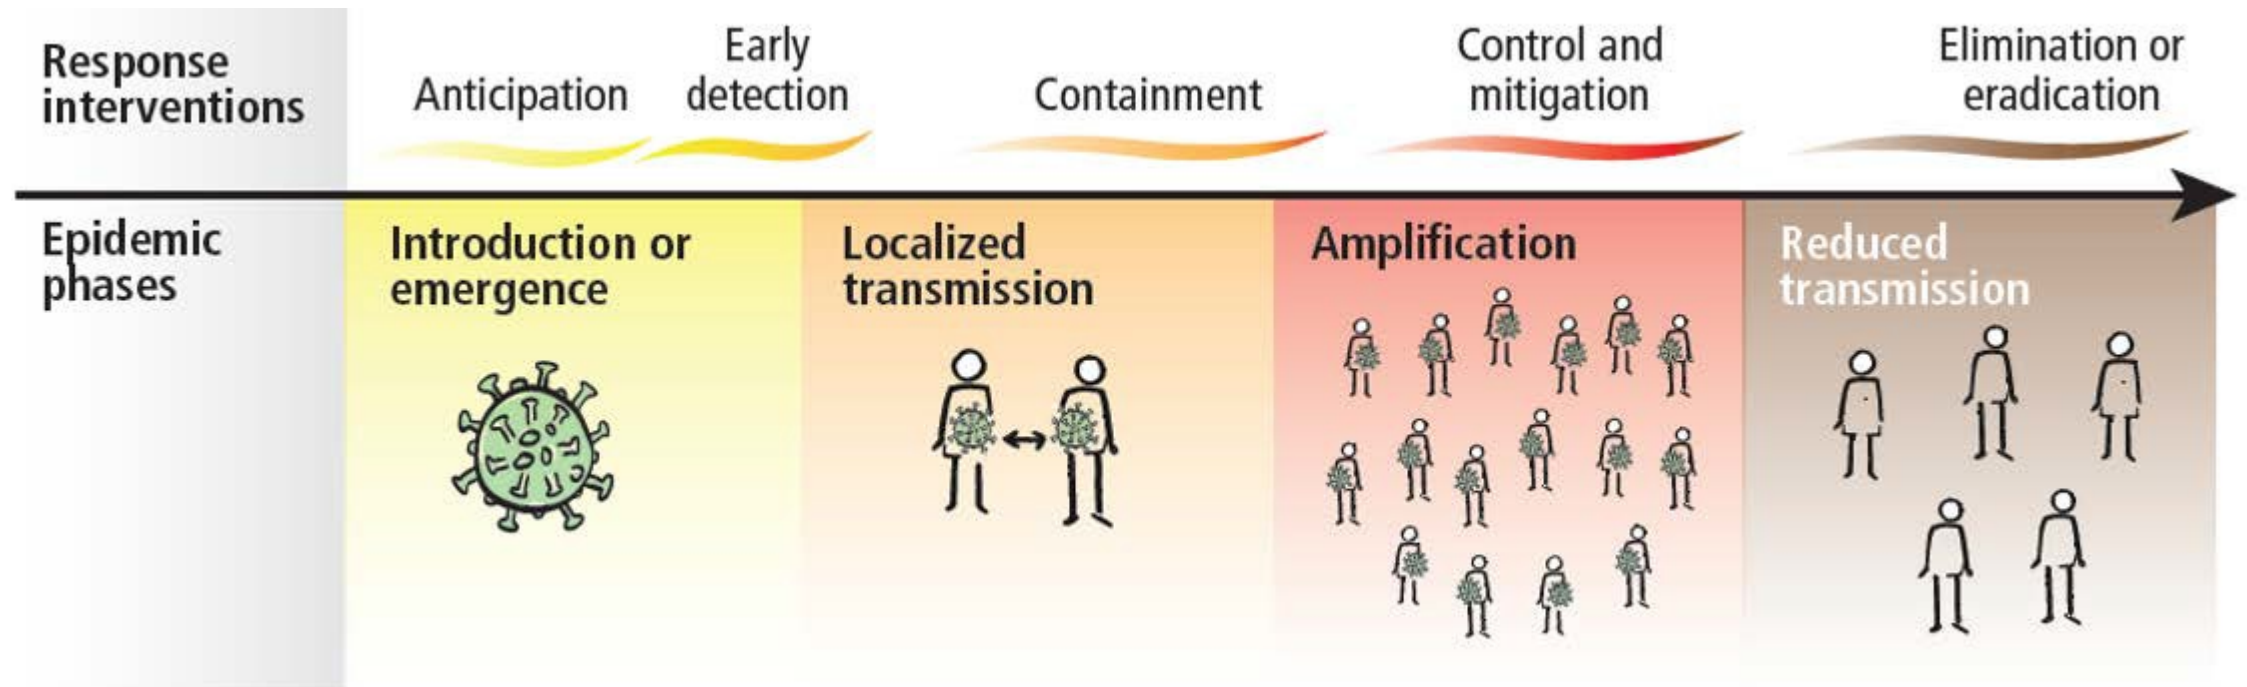 Response
interventions
Anticipation
Early
detection
Containment
Control and
mitigation
Elimination or
eradication
Epidemic
phases
Introduction or
emergence
Localized
transmission
Amplification
Reduced
transmission